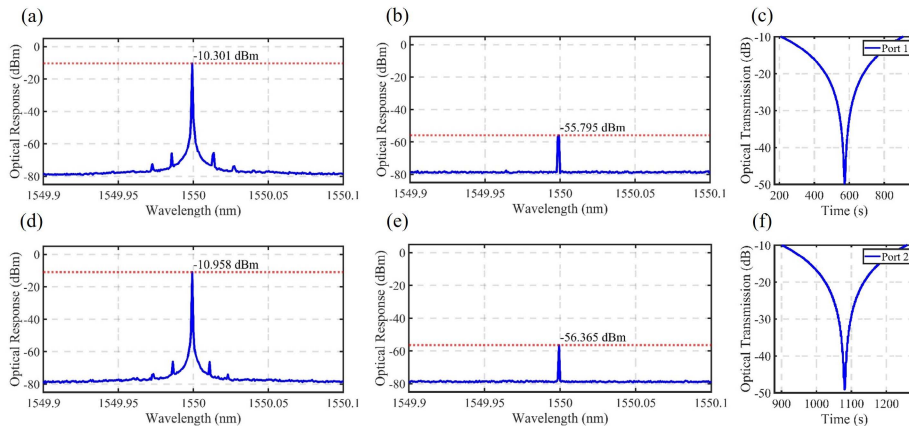 (a)
Optical Response (dBm)
0
-20
-40
-60
-80
-10.301 dBm
1549.9
1549.95
1550
1550.05
1550.1
Wavelength (nm)
(b)
Optical Response (dBm)
0
-20
-40
-60
-80
-55.795 dBm
1549.9
1549.95
1550
1550.05
1550.1
Wavelength (nm)
(c)
Optical Transmission (dB)
-10
-20
-30
-40
-50
Port 1
200
400
600
800
Time (s)
(d)
Optical Response (dBm)
0
-20
-40
-60
-80
-10.958 dBm
1549.9
1549.95
1550
1550.05
1550.1
Wavelength (nm)
(e)
Optical Response (dBm)
0
-20
-40
-60
-80
-56.365 dBm
1549.9
1549.95
1550
1550.05
1550.1
Wavelength (nm)
(f)
Optical Transmission (dB)
-10
-20
-30
-40
-50
Port 2
900
1000
1100
1200
Time (s)